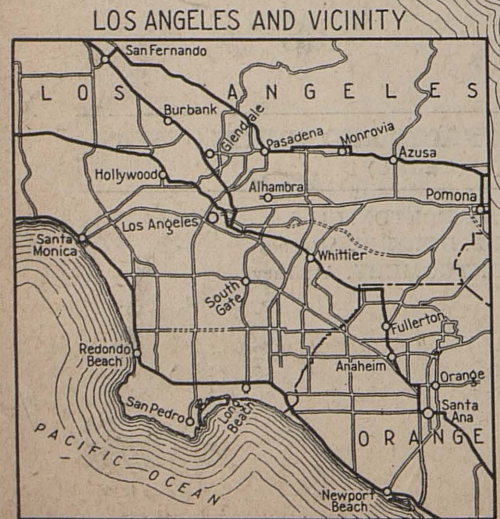 LOS ANGELES AND VICINITY
San Fernando
LOS ANGELES
Burbank
Glendale
Pasadena
Monrovia
Azusa
Hollywood
Alhambra
Pomona
Los Angeles
Santa
Monica
Whittier
South
Gate
Fullerton
Redondo
Beach
Anaheim
Orange
San Pedro
Long
Beach
Santa
Ana
ORANGE
PACIFIC OCEAN
Newport
Beach